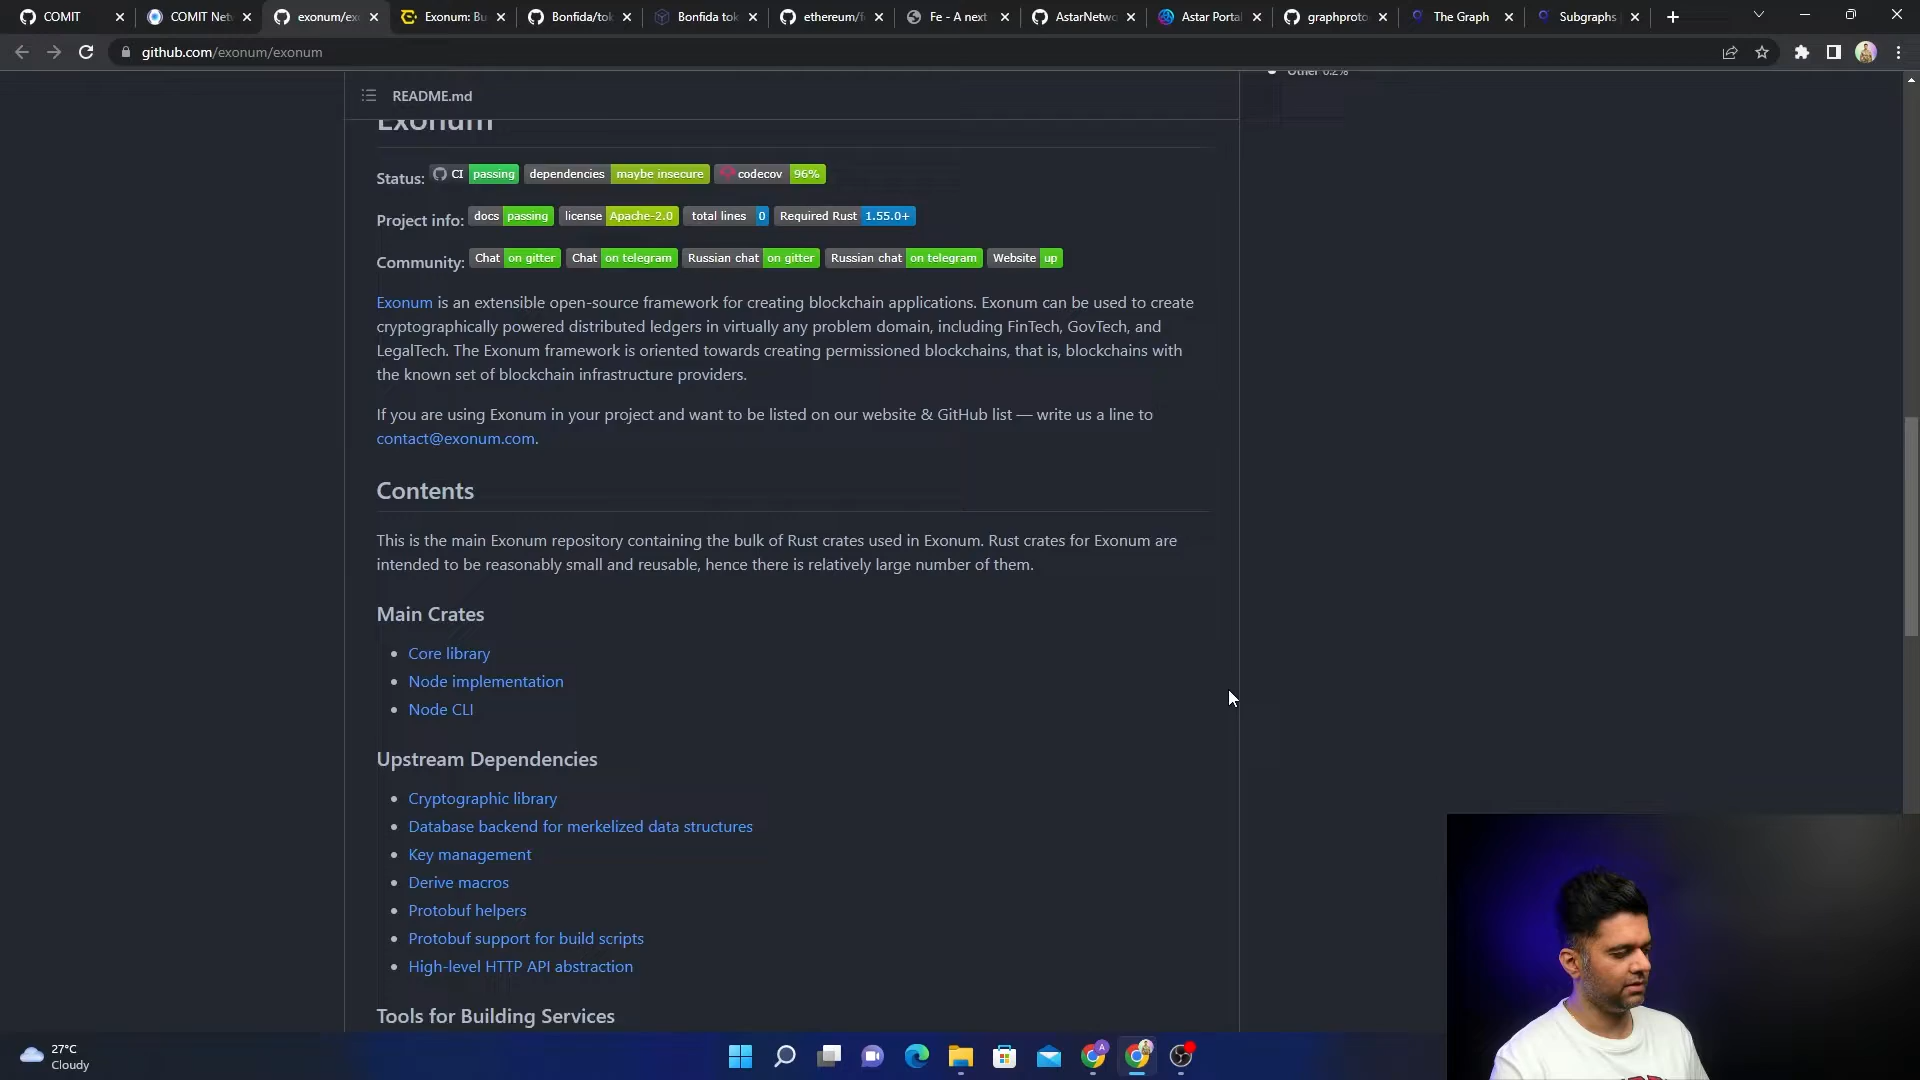 COMIT
COMIT Net
exonum/exo
Exonum: Bu
Bonfida/tok
Bonfida tok
ethereum/f
Fe - A next
AstarNetwo
Astar Portal
graphproto
The Graph
Subgraphs
github.com/exonum/exonum
Other 0.2%
README.md
Exonum
Status: CI passing dependencies maybe insecure codecov 96%
Project info: docs passing license Apache-2.0 total lines 0 Required Rust 1.55.0+
Community: Chat on gitter Chat on telegram Russian chat on gitter Russian chat on telegram Website up
Exonum is an extensible open-source framework for creating blockchain applications. Exonum can be used to create
cryptographically powered distributed ledgers in virtually any problem domain, including FinTech, GovTech, and
LegalTech. The Exonum framework is oriented towards creating permissioned blockchains, that is, blockchains with
the known set of blockchain infrastructure providers.
If you are using Exonum in your project and want to be listed on our website & GitHub list — write us a line to
contact@exonum.com.
Contents
This is the main Exonum repository containing the bulk of Rust crates used in Exonum. Rust crates for Exonum are
intended to be reasonably small and reusable, hence there is relatively large number of them.
Main Crates
Core library
Node implementation
Node CLI
Upstream Dependencies
Cryptographic library
Database backend for merkelized data structures
Key management
Derive macros
Protobuf helpers
Protobuf support for build scripts
High-level HTTP API abstraction
Tools for Building Services
27°C
Cloudy
A